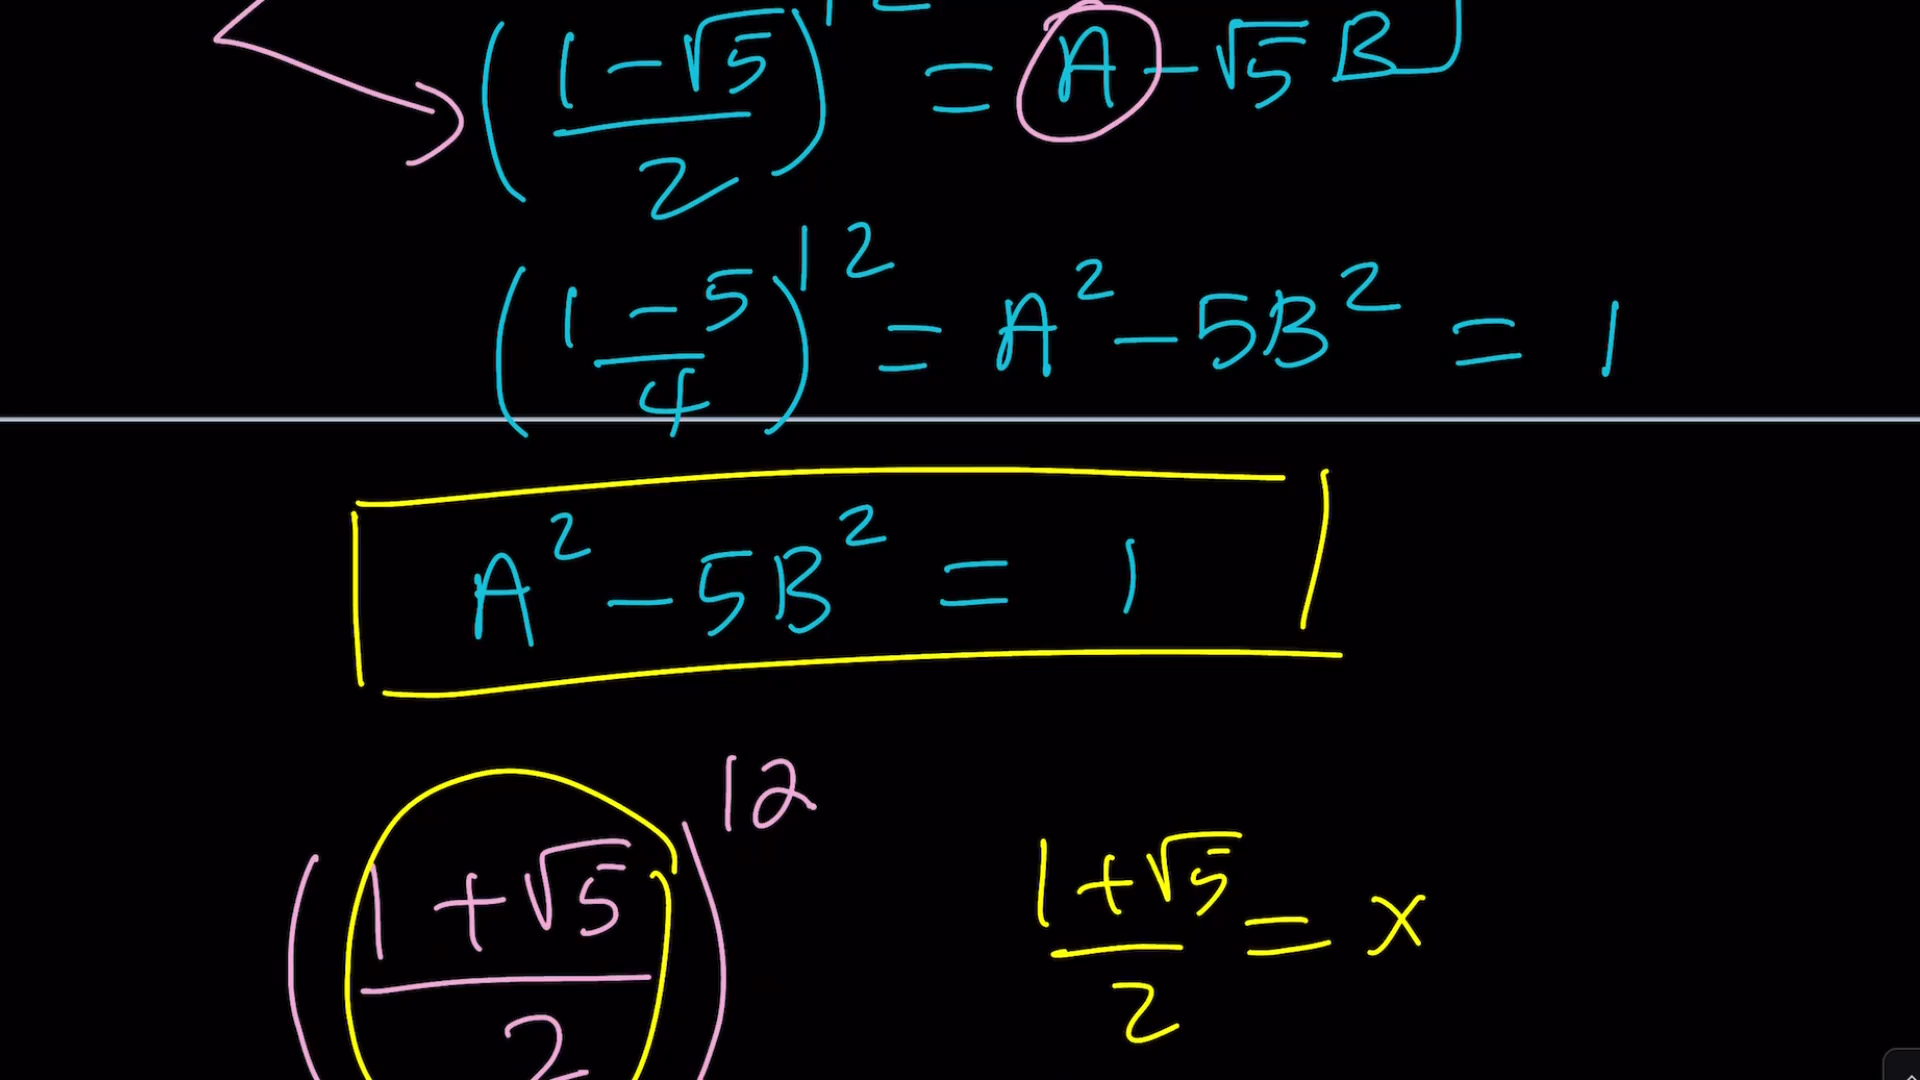 ((1-√5)/2)^12 = A - √5 B
((1-5)/4)^12 = A² - 5B² = 1
A² - 5B² = 1
((1+√5)/2)^12
(1+√5)/2 = x